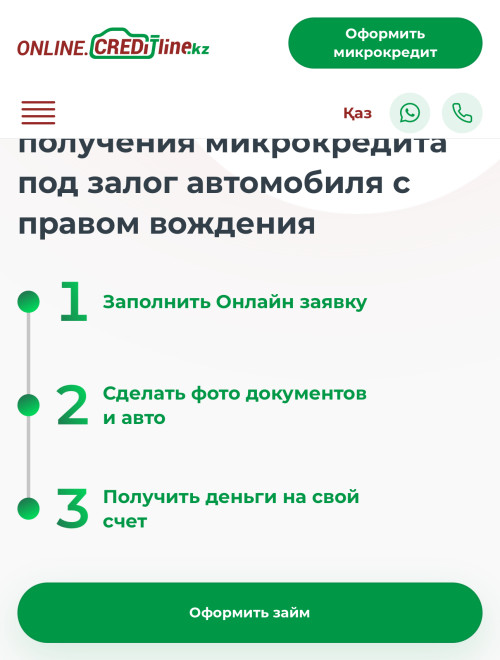 ONLINE.CREDITline.kz
Оформить
микрокредит
Қаз
получения микрокредита
под залог автомобиля с
правом вождения
1 Заполнить Онлайн заявку
2 Сделать фото документов
и авто
3 Получить деньги на свой
счет
Оформить займ